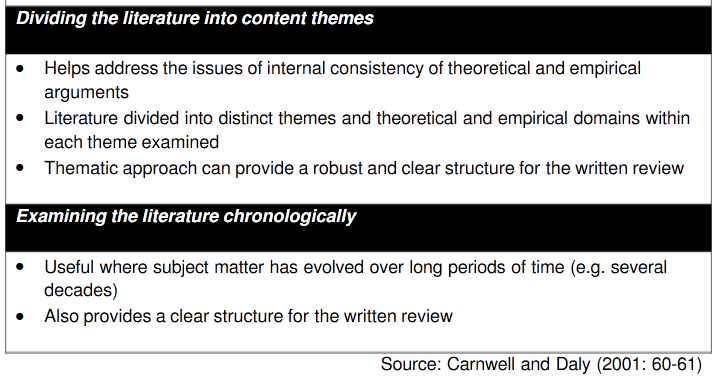 Dividing the literature into content themes
• Helps address the issues of internal consistency of theoretical and empirical
arguments
• Literature divided into distinct themes and theoretical and empirical domains within
each theme examined
• Thematic approach can provide a robust and clear structure for the written review
Examining the literature chronologically
• Useful where subject matter has evolved over long periods of time (e.g. several
decades)
• Also provides a clear structure for the written review
Source: Carnwell and Daly (2001: 60-61)